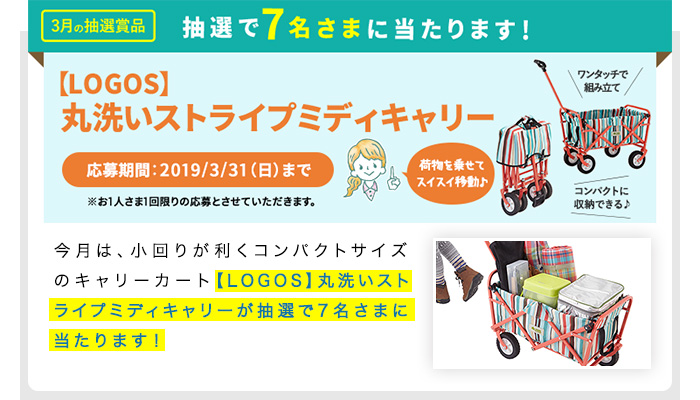 3月の抽選賞品
抽選で7名さまに当たります!
【LOGOS】
丸洗いストライプミディキャリー
応募期間：2019/3/31（日）まで
※お1人さま1回限りの応募とさせていただきます。
荷物を乗せて
スイスイ移動♪
ワンタッチで
組み立て
コンパクトに
収納できる♪
今月は、小回りが利くコンパクトサイズ
のキャリーカート【LOGOS】丸洗いスト
ライプミディキャリーが抽選で7名さまに
当たります！